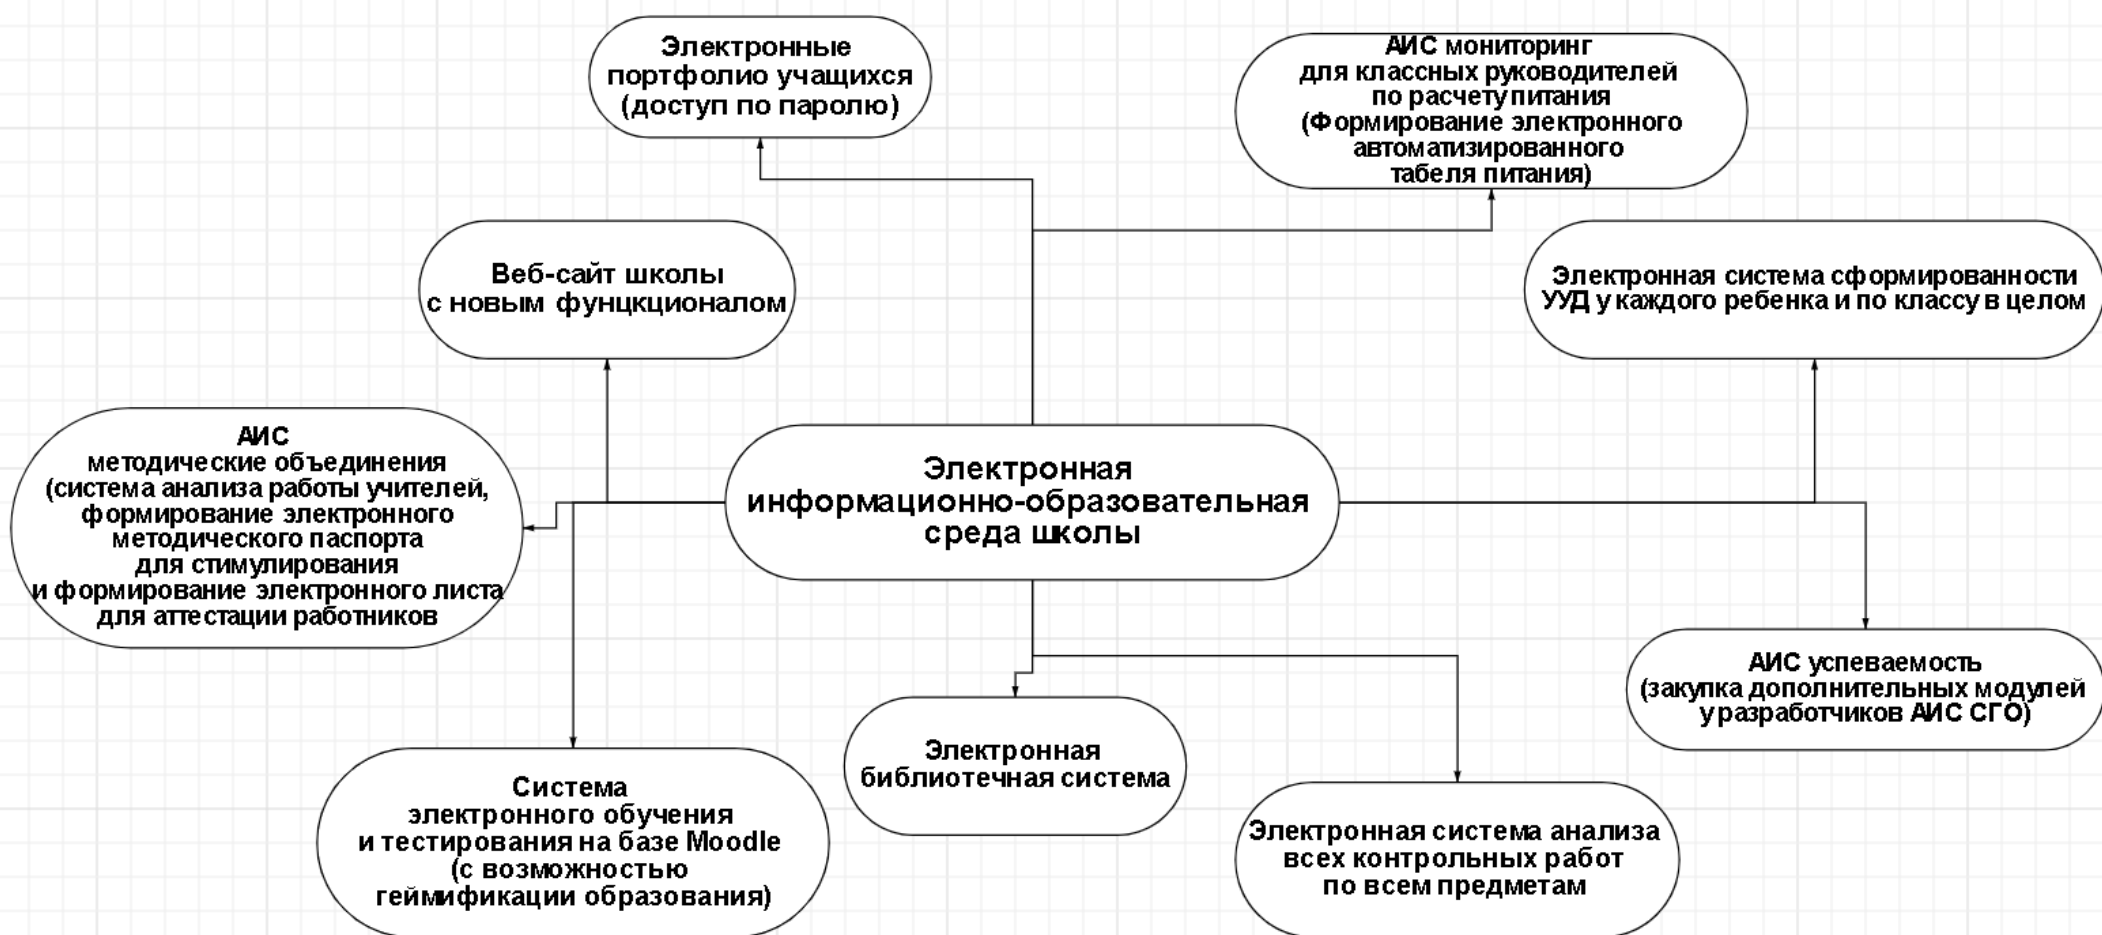 Электронные
портфолио учащихся
(доступ по паролю)
АИС мониторинг
для классных руководителей
по расчету питания
(Формирование электронного
автоматизированного
табеля питания)
Веб-сайт школы
с новым фунцкционалом
Электронная система сформированности
УУД у каждого ребенка и по классу в целом
АИС
методические объединения
(система анализа работы учителей,
формирование электронного
методического паспорта
для стимулирования
и формирование электронного листа
для аттестации работников
Электронная
информационно-образовательная
среда школы
АИС успеваемость
(закупка дополнительных модулей
у разработчиков АИС СГО)
Система
электронного обучения
и тестирования на базе Moodle
(с возможностью
геймификации образования)
Электронная
библиотечная система
Электронная система анализа
всех контрольных работ
по всем предметам